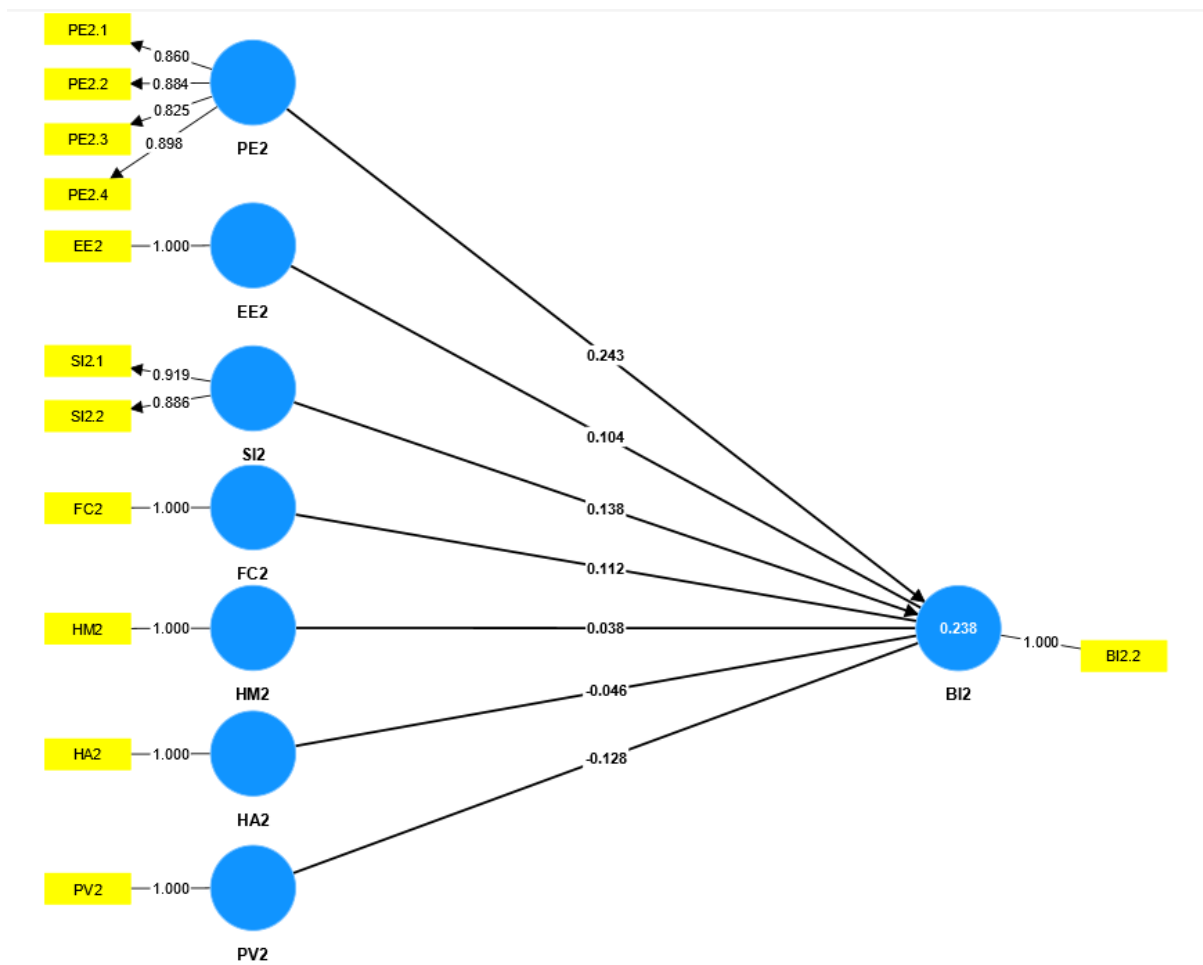 PE2.1
0.860
PE2.2
0.884
0.825
PE2.3
0.898
PE2.4
PE2
EE2
1.000
EE2
0.243
SI2.1
0.919
SI2.2
0.886
SI2
0.104
FC2
1.000
FC2
0.138
0.112
HM2
1.000
HM2
0.038
0.238
BI2
1.000
BI2.2
HA2
1.000
HA2
-0.046
-0.128
PV2
1.000
PV2